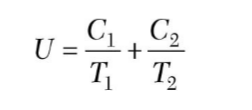 U = C₁/T₁ + C₂/T₂